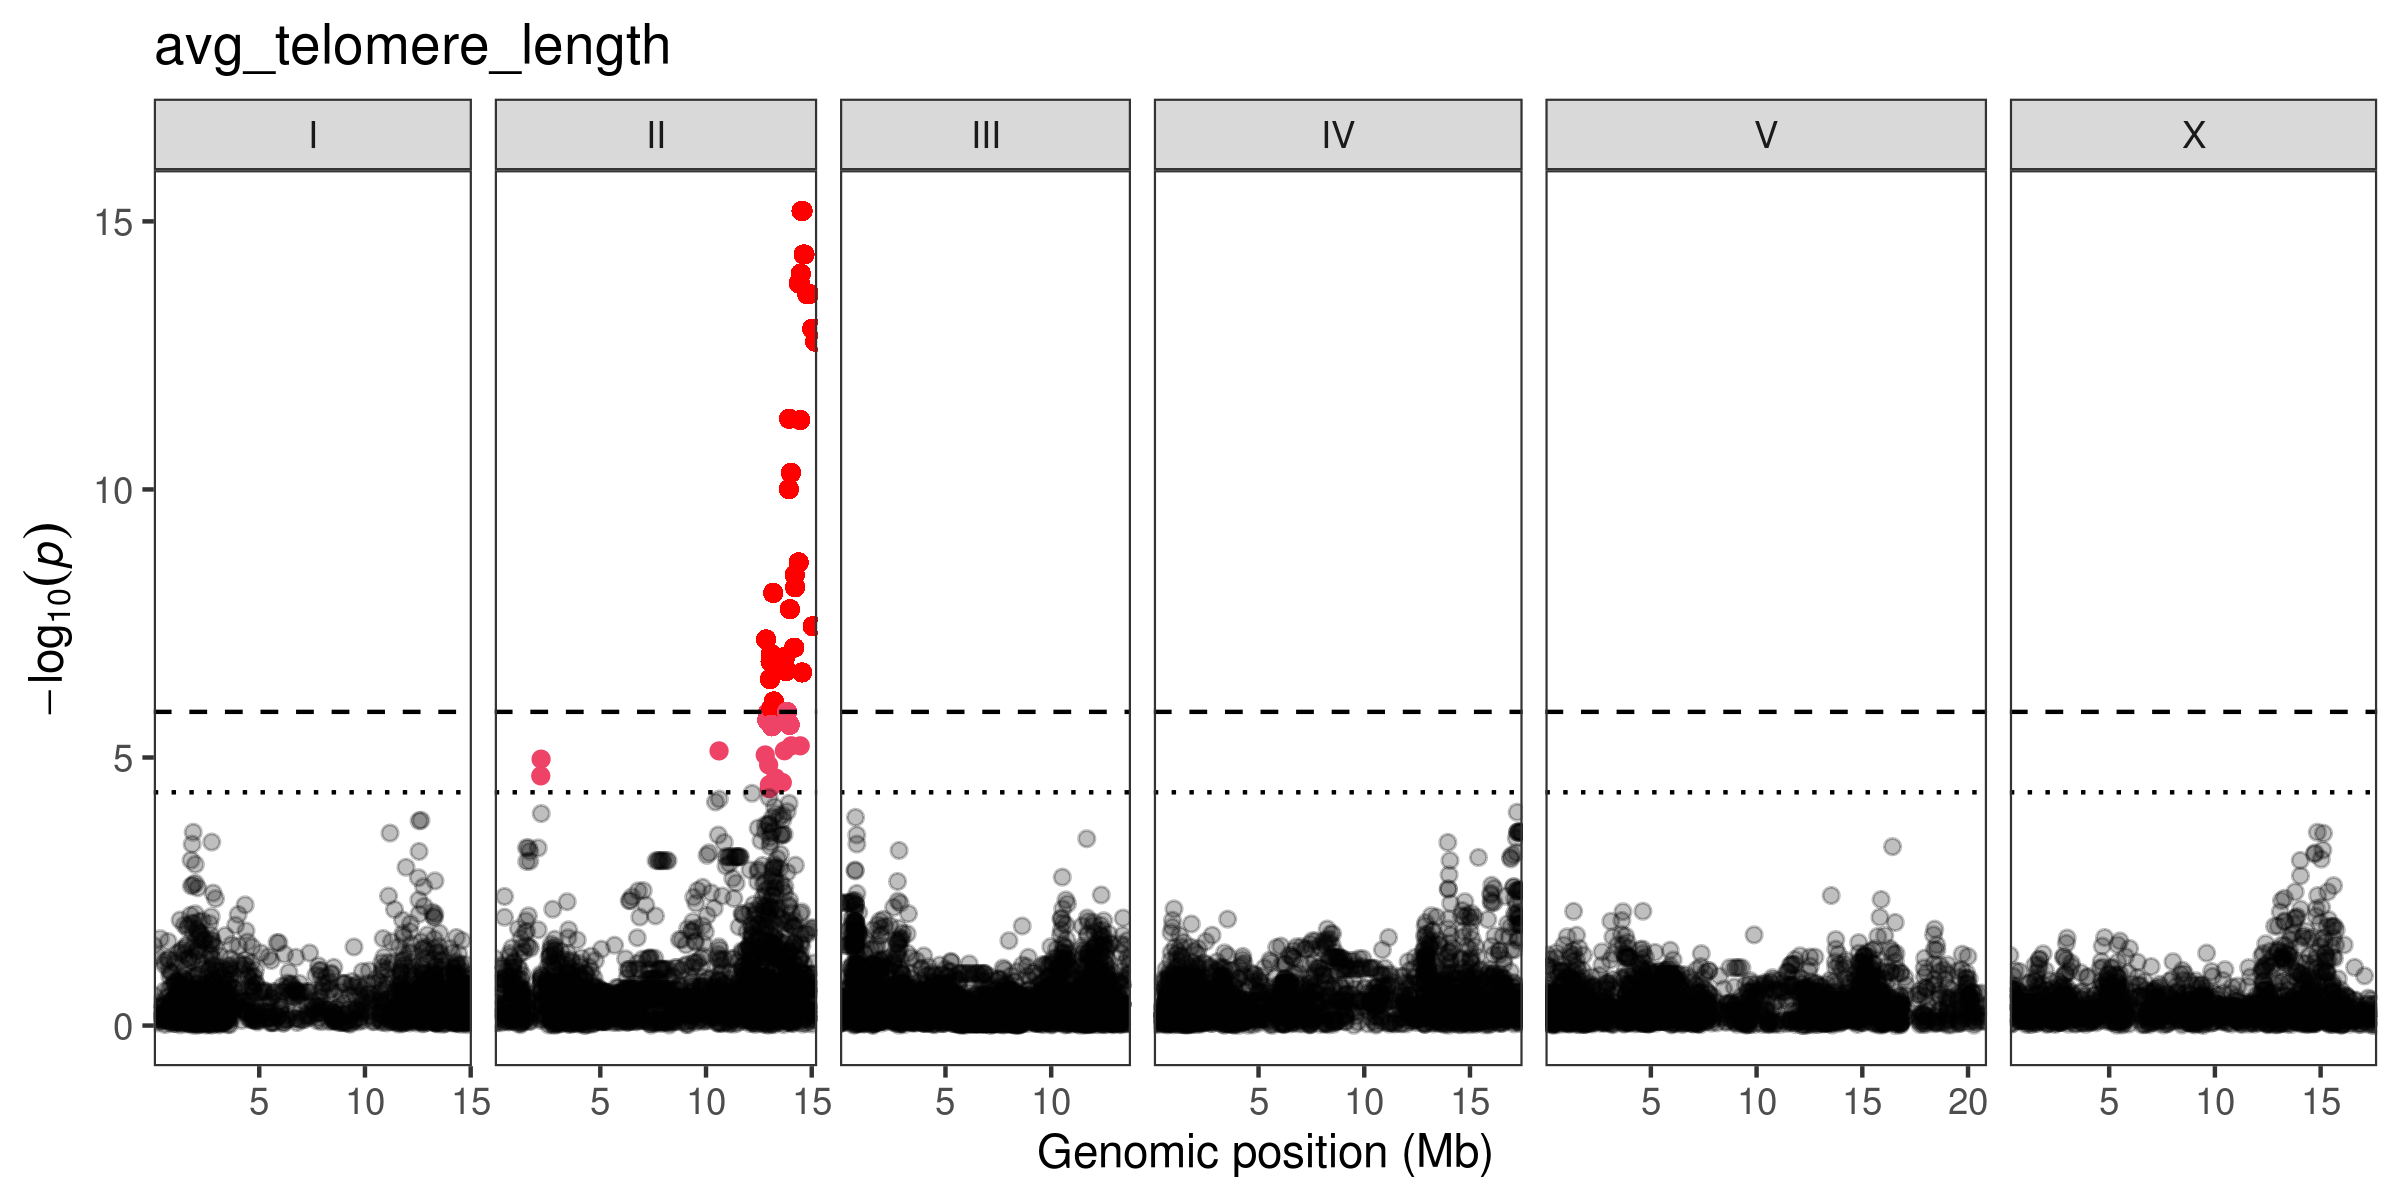 avg_telomere_length
I II III IV V X
15
10
5
0
−log10(p)
5 10 15 5 10 15 5 10 5 10 15 5 10 15 20 5 10 15
Genomic position (Mb)